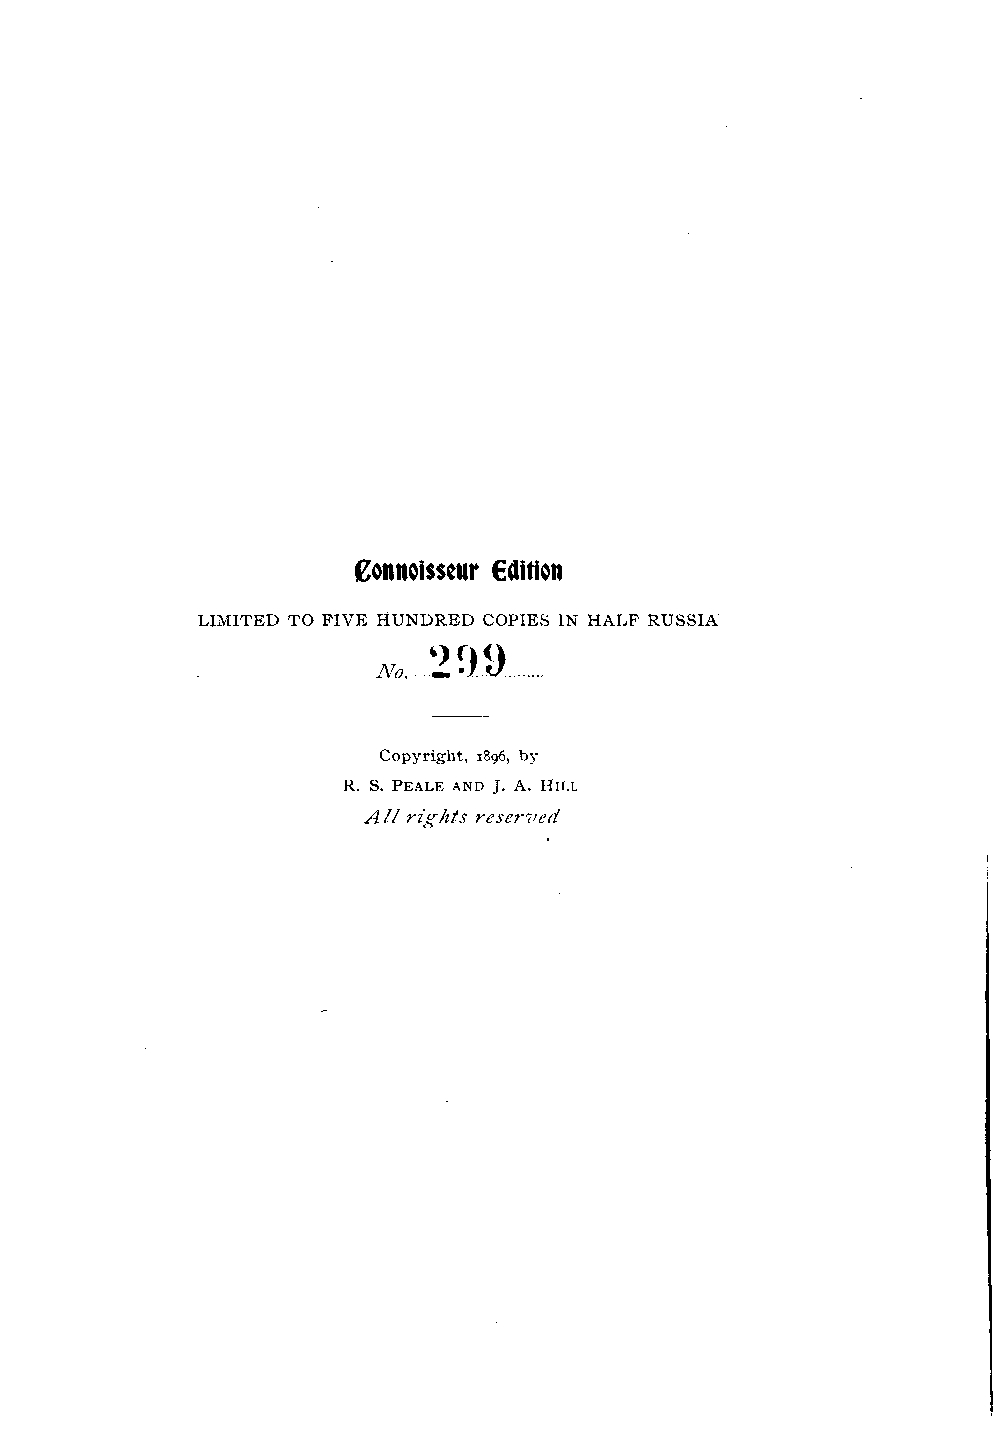 Connoisseur Edition
LIMITED TO FIVE HUNDRED COPIES IN HALF RUSSIA
No. 299
Copyright, 1896, by
R. S. PEALE AND J. A. HILL
All rights reserved